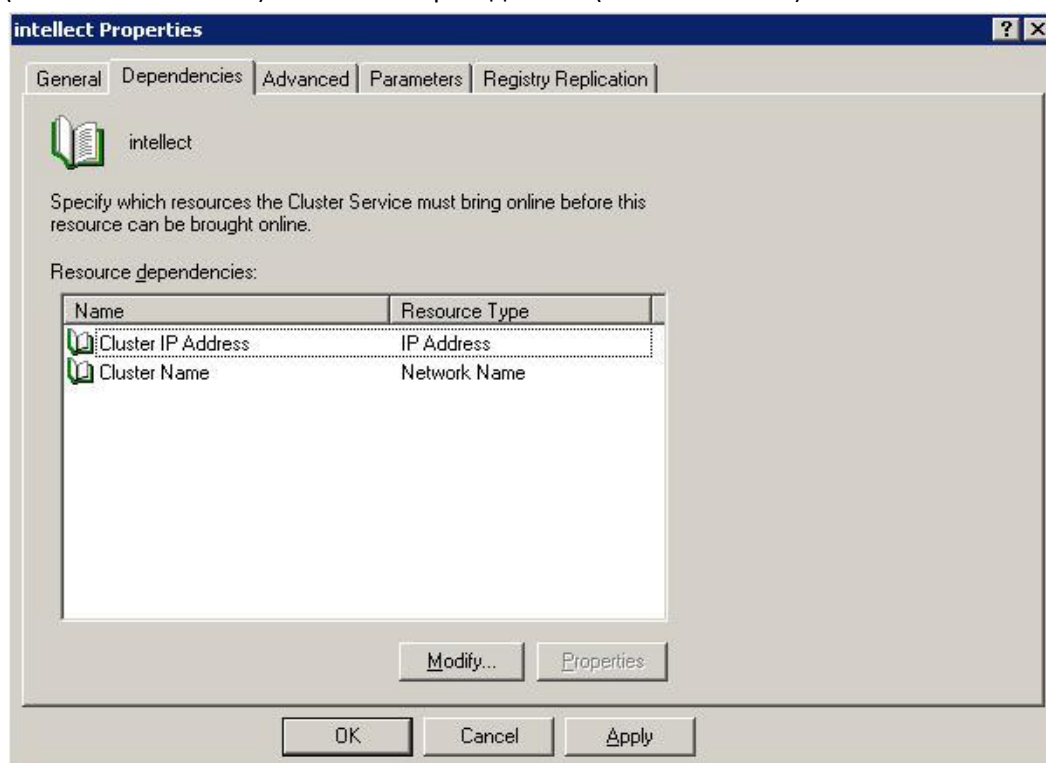 intellect Properties
General Dependencies Advanced Parameters Registry Replication
intellect
Specify which resources the Cluster Service must bring online before this
resource can be brought online.
Resource dependencies:
Name Resource Type
Cluster IP Address IP Address
Cluster Name Network Name
Modify... Properties
OK Cancel Apply